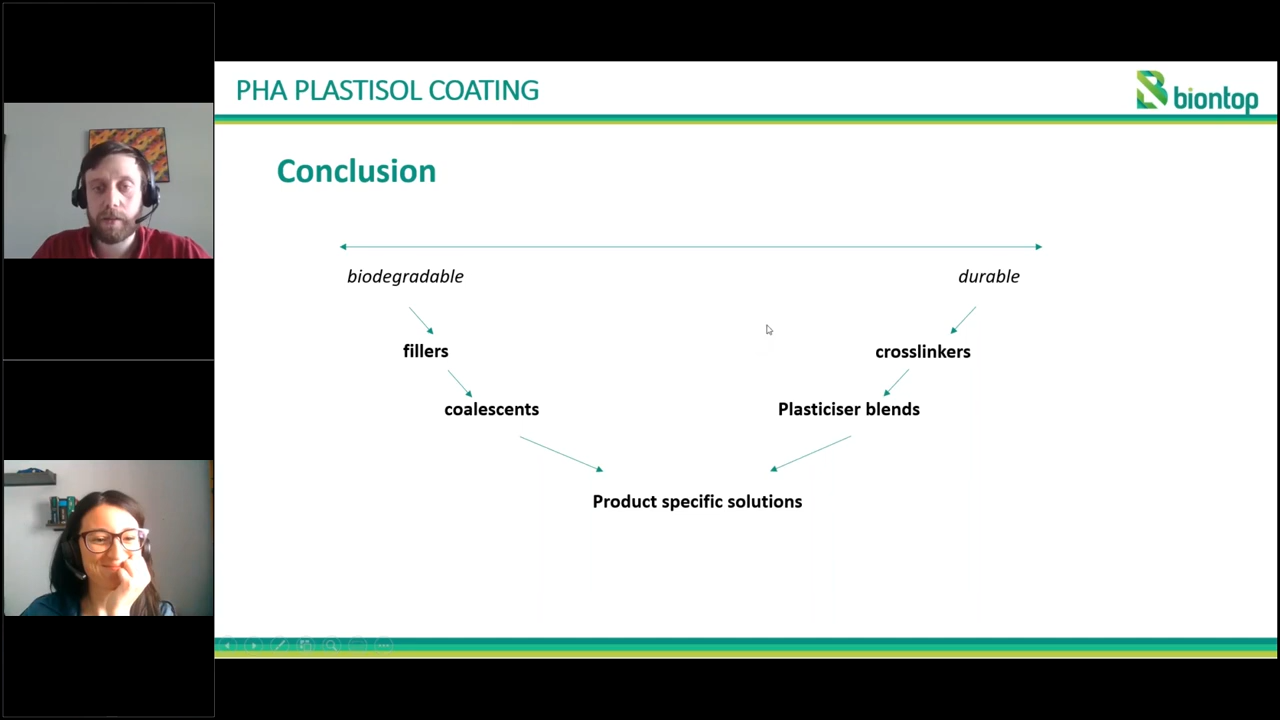 PHA PLASTISOL COATING
biontop
Conclusion
biodegradable
durable
fillers
crosslinkers
coalescents
Plasticiser blends
Product specific solutions